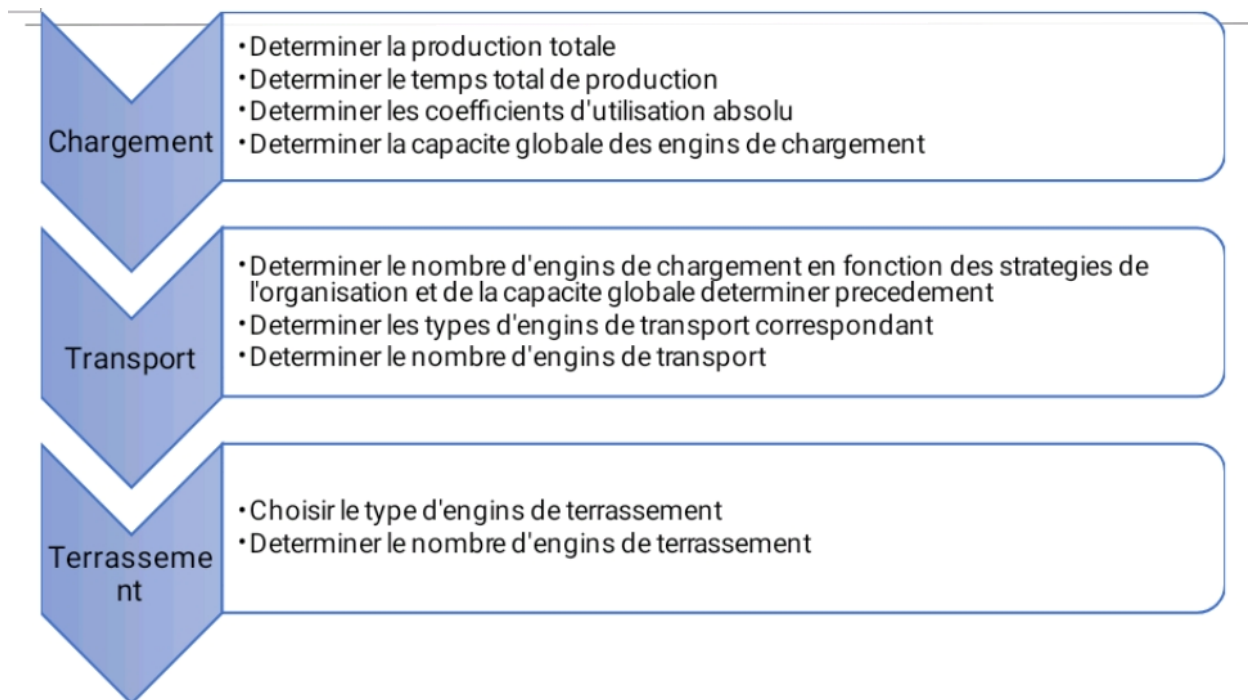 Chargement
•Determiner la production totale
•Determiner le temps total de production
•Determiner les coefficients d'utilisation absolu
•Determiner la capacite globale des engins de chargement
Transport
•Determiner le nombre d'engins de chargement en fonction des strategies de
l'organisation et de la capacite globale determiner precedement
•Determiner les types d'engins de transport correspondant
•Determiner le nombre d'engins de transport
Terrasseme
nt
•Choisir le type d'engins de terrassement
•Determiner le nombre d'engins de terrassement